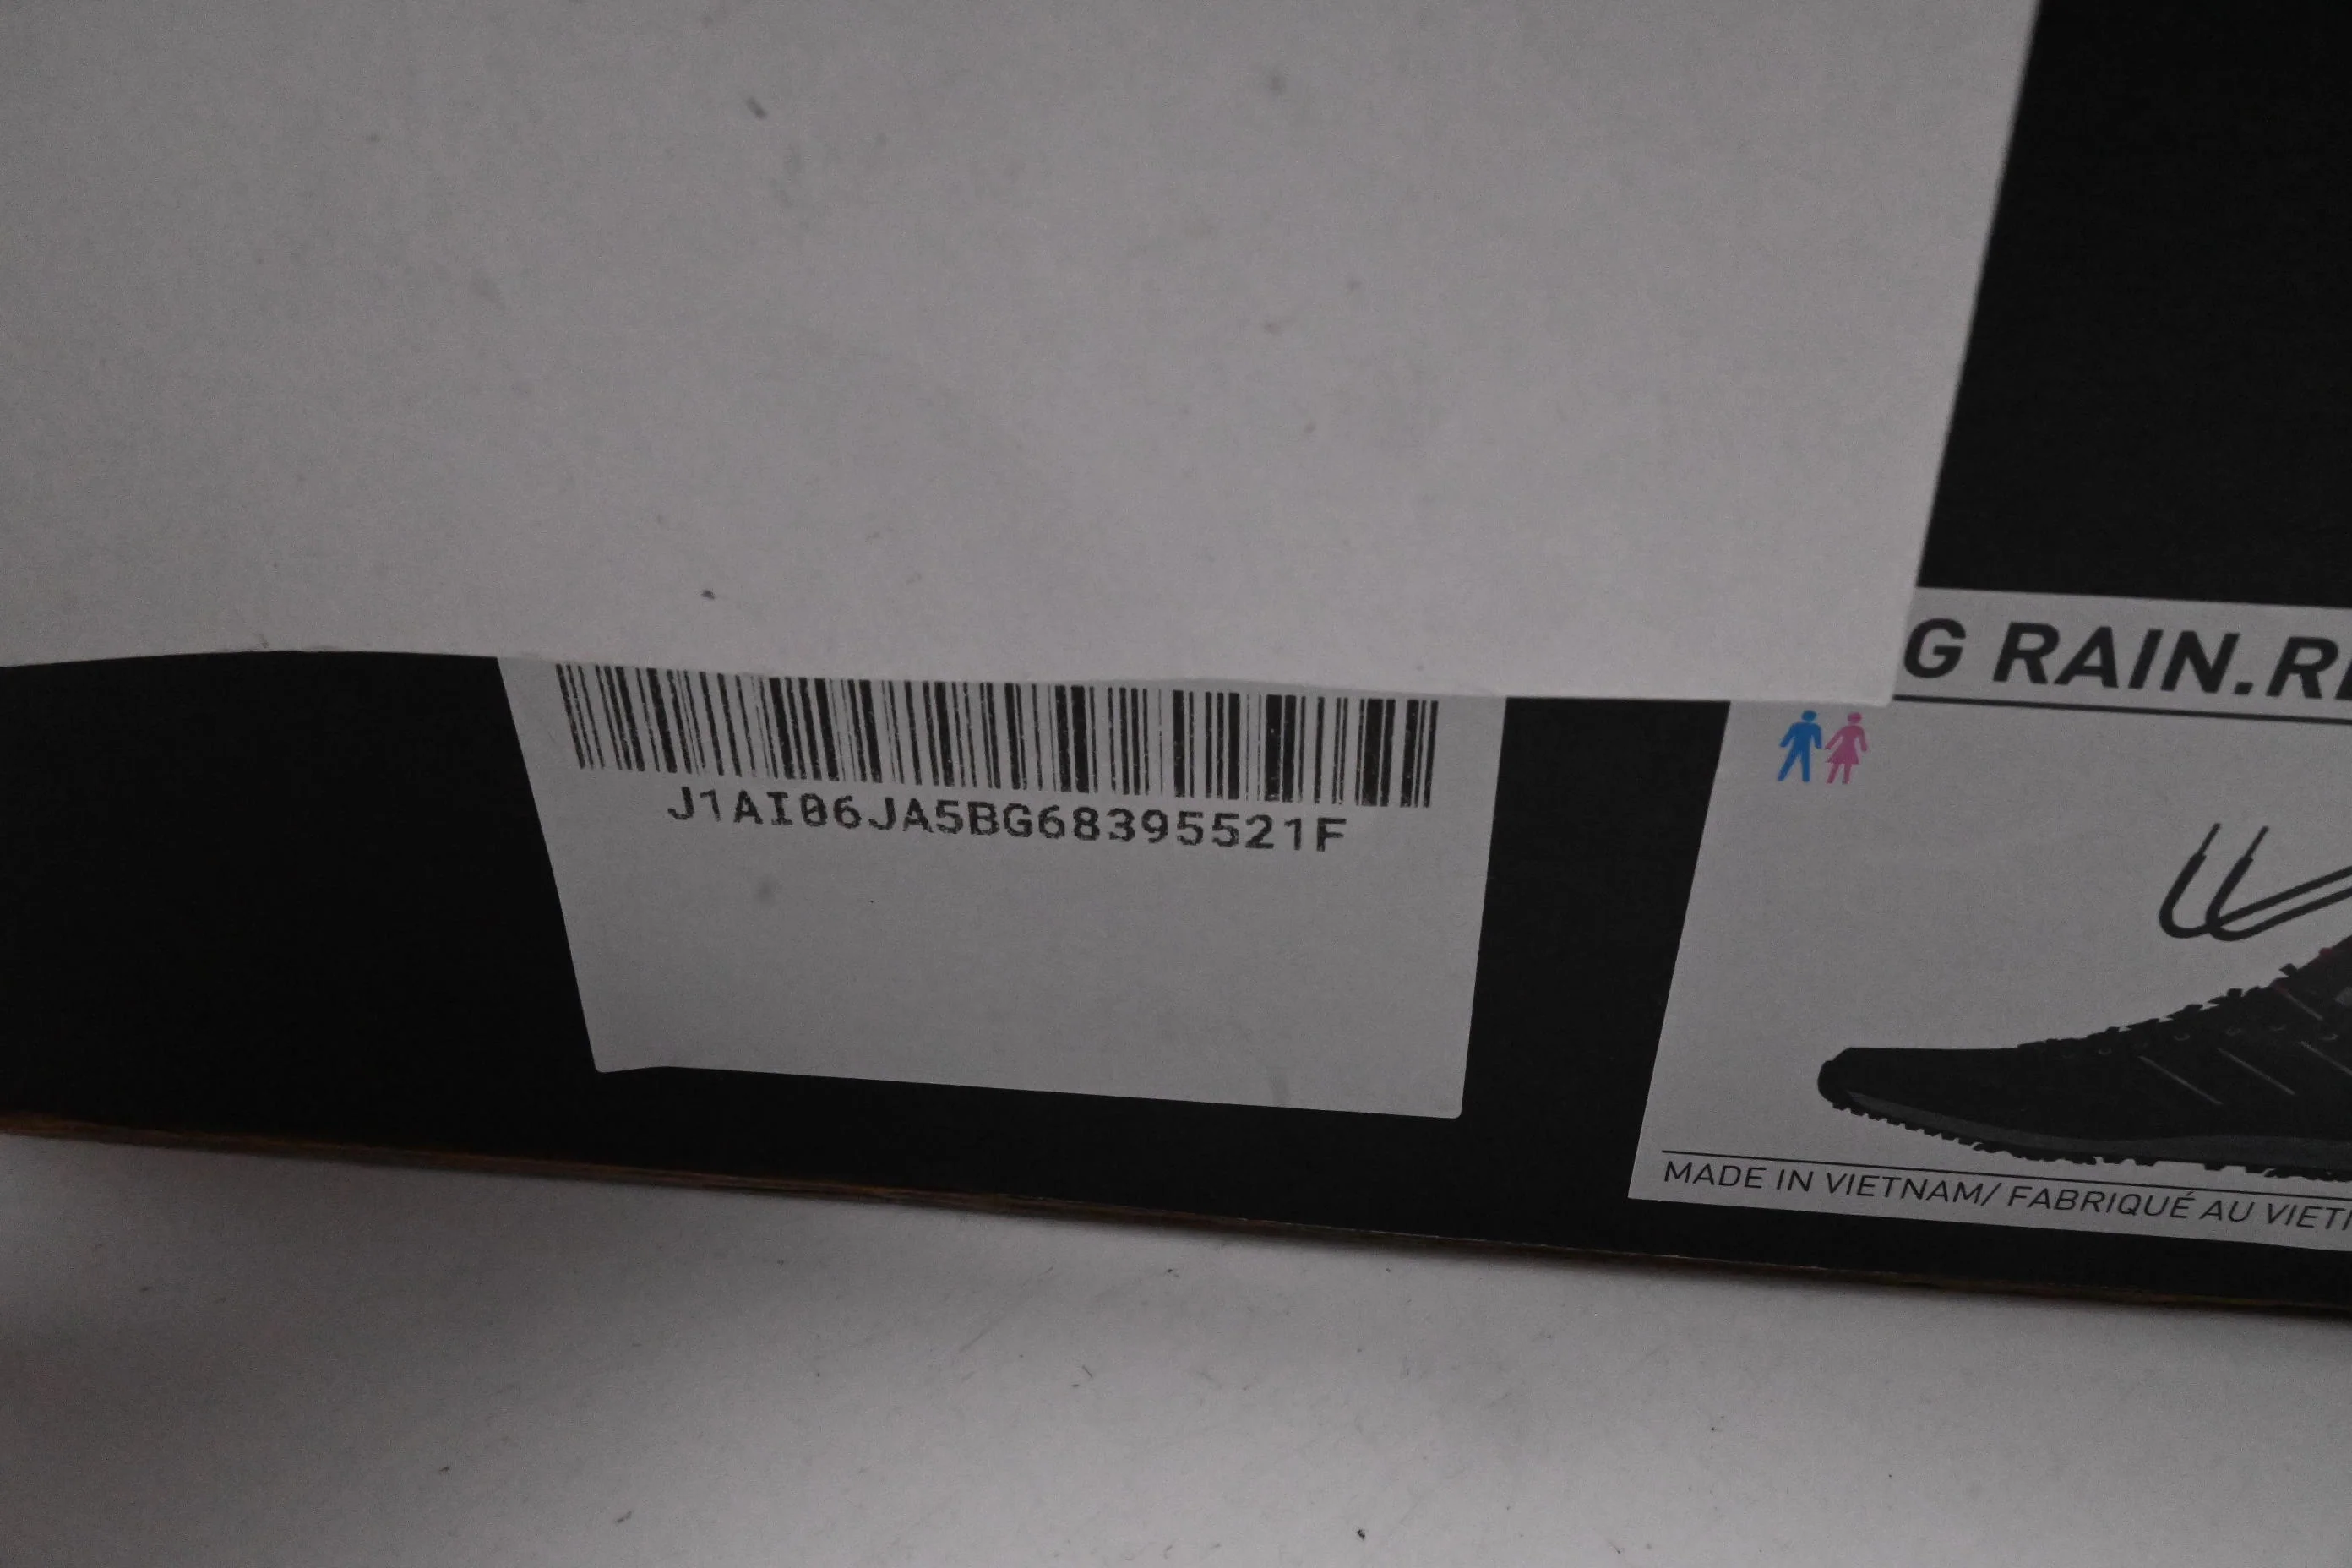 G RAIN.R
J1AI06JA5BG68395521F
MADE IN VIETNAM/ FABRIQUÉ AU VIET